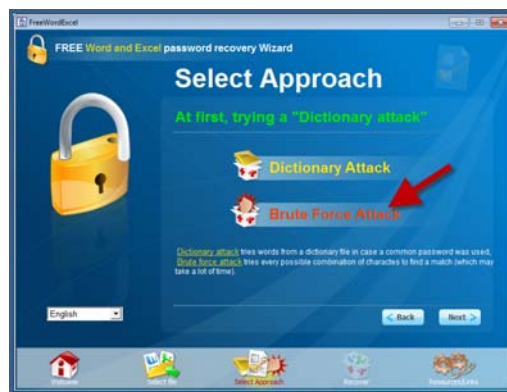 FreeWordExcel
FREE Word and Excel password recovery Wizard
Select Approach
At first, trying a "Dictionary attack"
Dictionary Attack
Brute Force Attack
Dictionary attack tries words from a dictionary file in case a common password was used,
Brute force attack tries every possible combination of charactes to find a match (which may
take a lot of time).
English
< Back
Next >
Welcome
Select file
Select Approach
Recover
Resources/Links